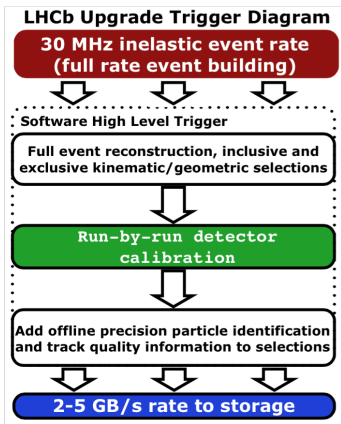 LHCb Upgrade Trigger Diagram
30 MHz inelastic event rate
(full rate event building)
Software High Level Trigger
Full event reconstruction, inclusive and
exclusive kinematic/geometric selections
Run-by-run detector
calibration
Add offline precision particle identification
and track quality information to selections
2-5 GB/s rate to storage